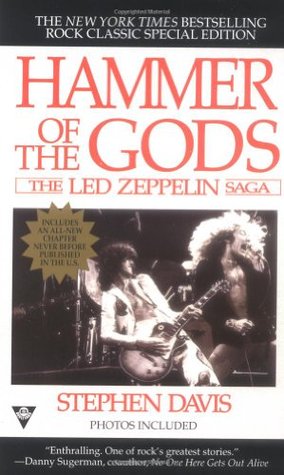 THE NEW YORK TIMES BESTSELLING
ROCK CLASSIC SPECIAL EDITION
HAMMER
OF THE GODS
THE LED ZEPPELIN SAGA
INCLUDES
AN ALL-NEW
CHAPTER
NEVER BEFORE
PUBLISHED
IN THE U.S.
STEPHEN DAVIS
PHOTOS INCLUDED
"Enthralling. One of rock's greatest stories."
—Danny Sugerman, coauthor, No One Here Gets Out Alive